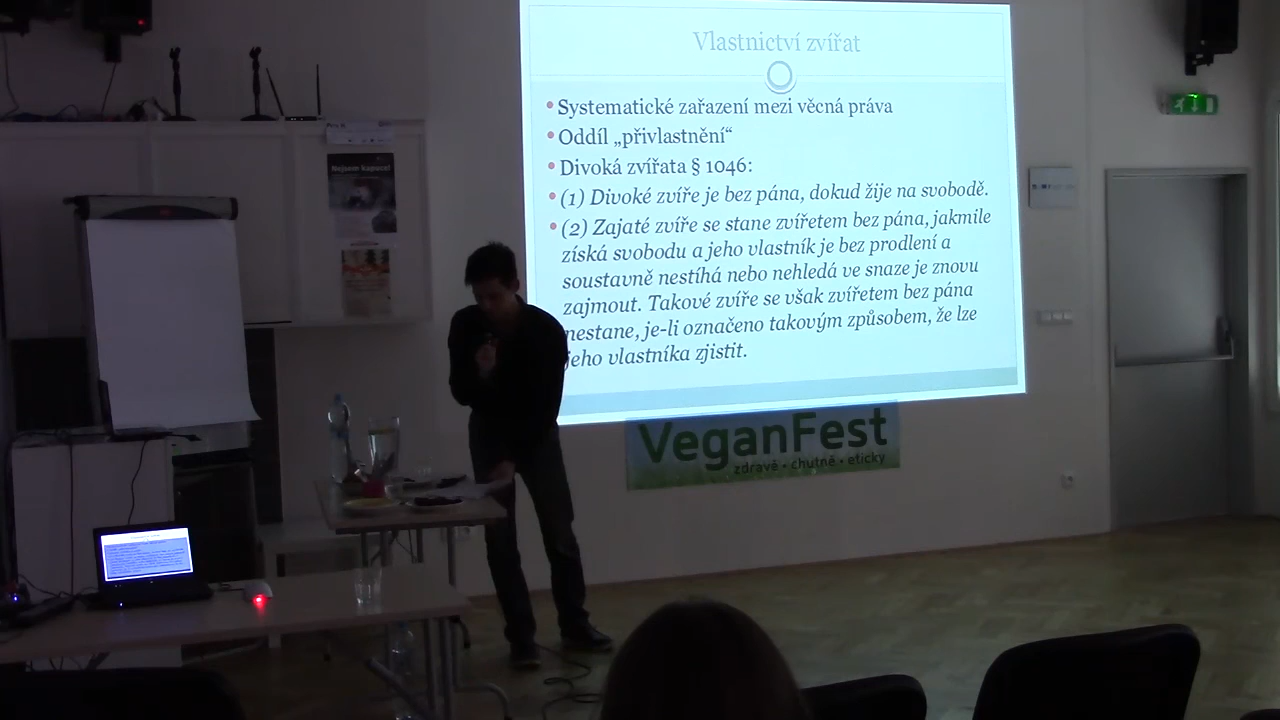 Vlastnictví zvířat
Systematické zařazení mezi věcná práva
Oddíl „přivlastnění“
Divoká zvířata § 1046:
(1) Divoké zvíře je bez pána, dokud žije na svobodě.
(2) Zajaté zvíře se stane zvířetem bez pána, jakmile
získá svobodu a jeho vlastník je bez prodlení a
soustavně nestíhá nebo nehledá ve snaze je znovu
zajmout. Takové zvíře se však zvířetem bez pána
nestane, je-li označeno takovým způsobem, že lze
jeho vlastníka zjistit.
Nejsem kapacel
VeganFest
zdravě • chutně • eticky